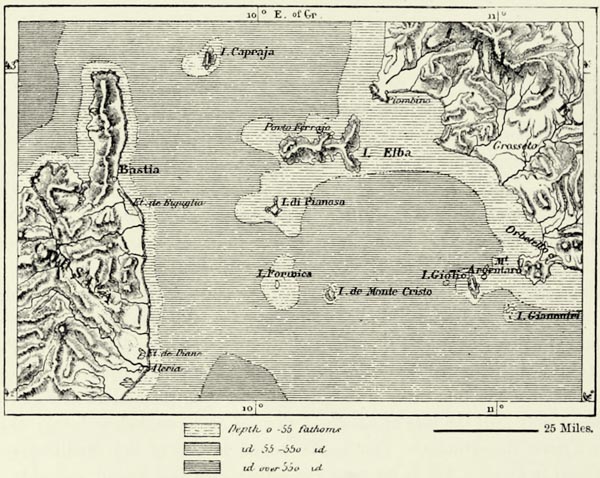 10° E. of Gr. 11°
I. Capraja
Piombino
Porto Ferrajo
I. Elba
Grosseto
Bastia
Et. de Biguglia
I. di Pianosa
Orbetello
I. Formica
I. Giglio
Mt Argentaro
I. de Monte Cristo
I. Giannutri
Et. de Diane
Aleria
10° 11°
Depth 0-55 fathoms
id 55-550 id
id over 550 id
25 Miles.